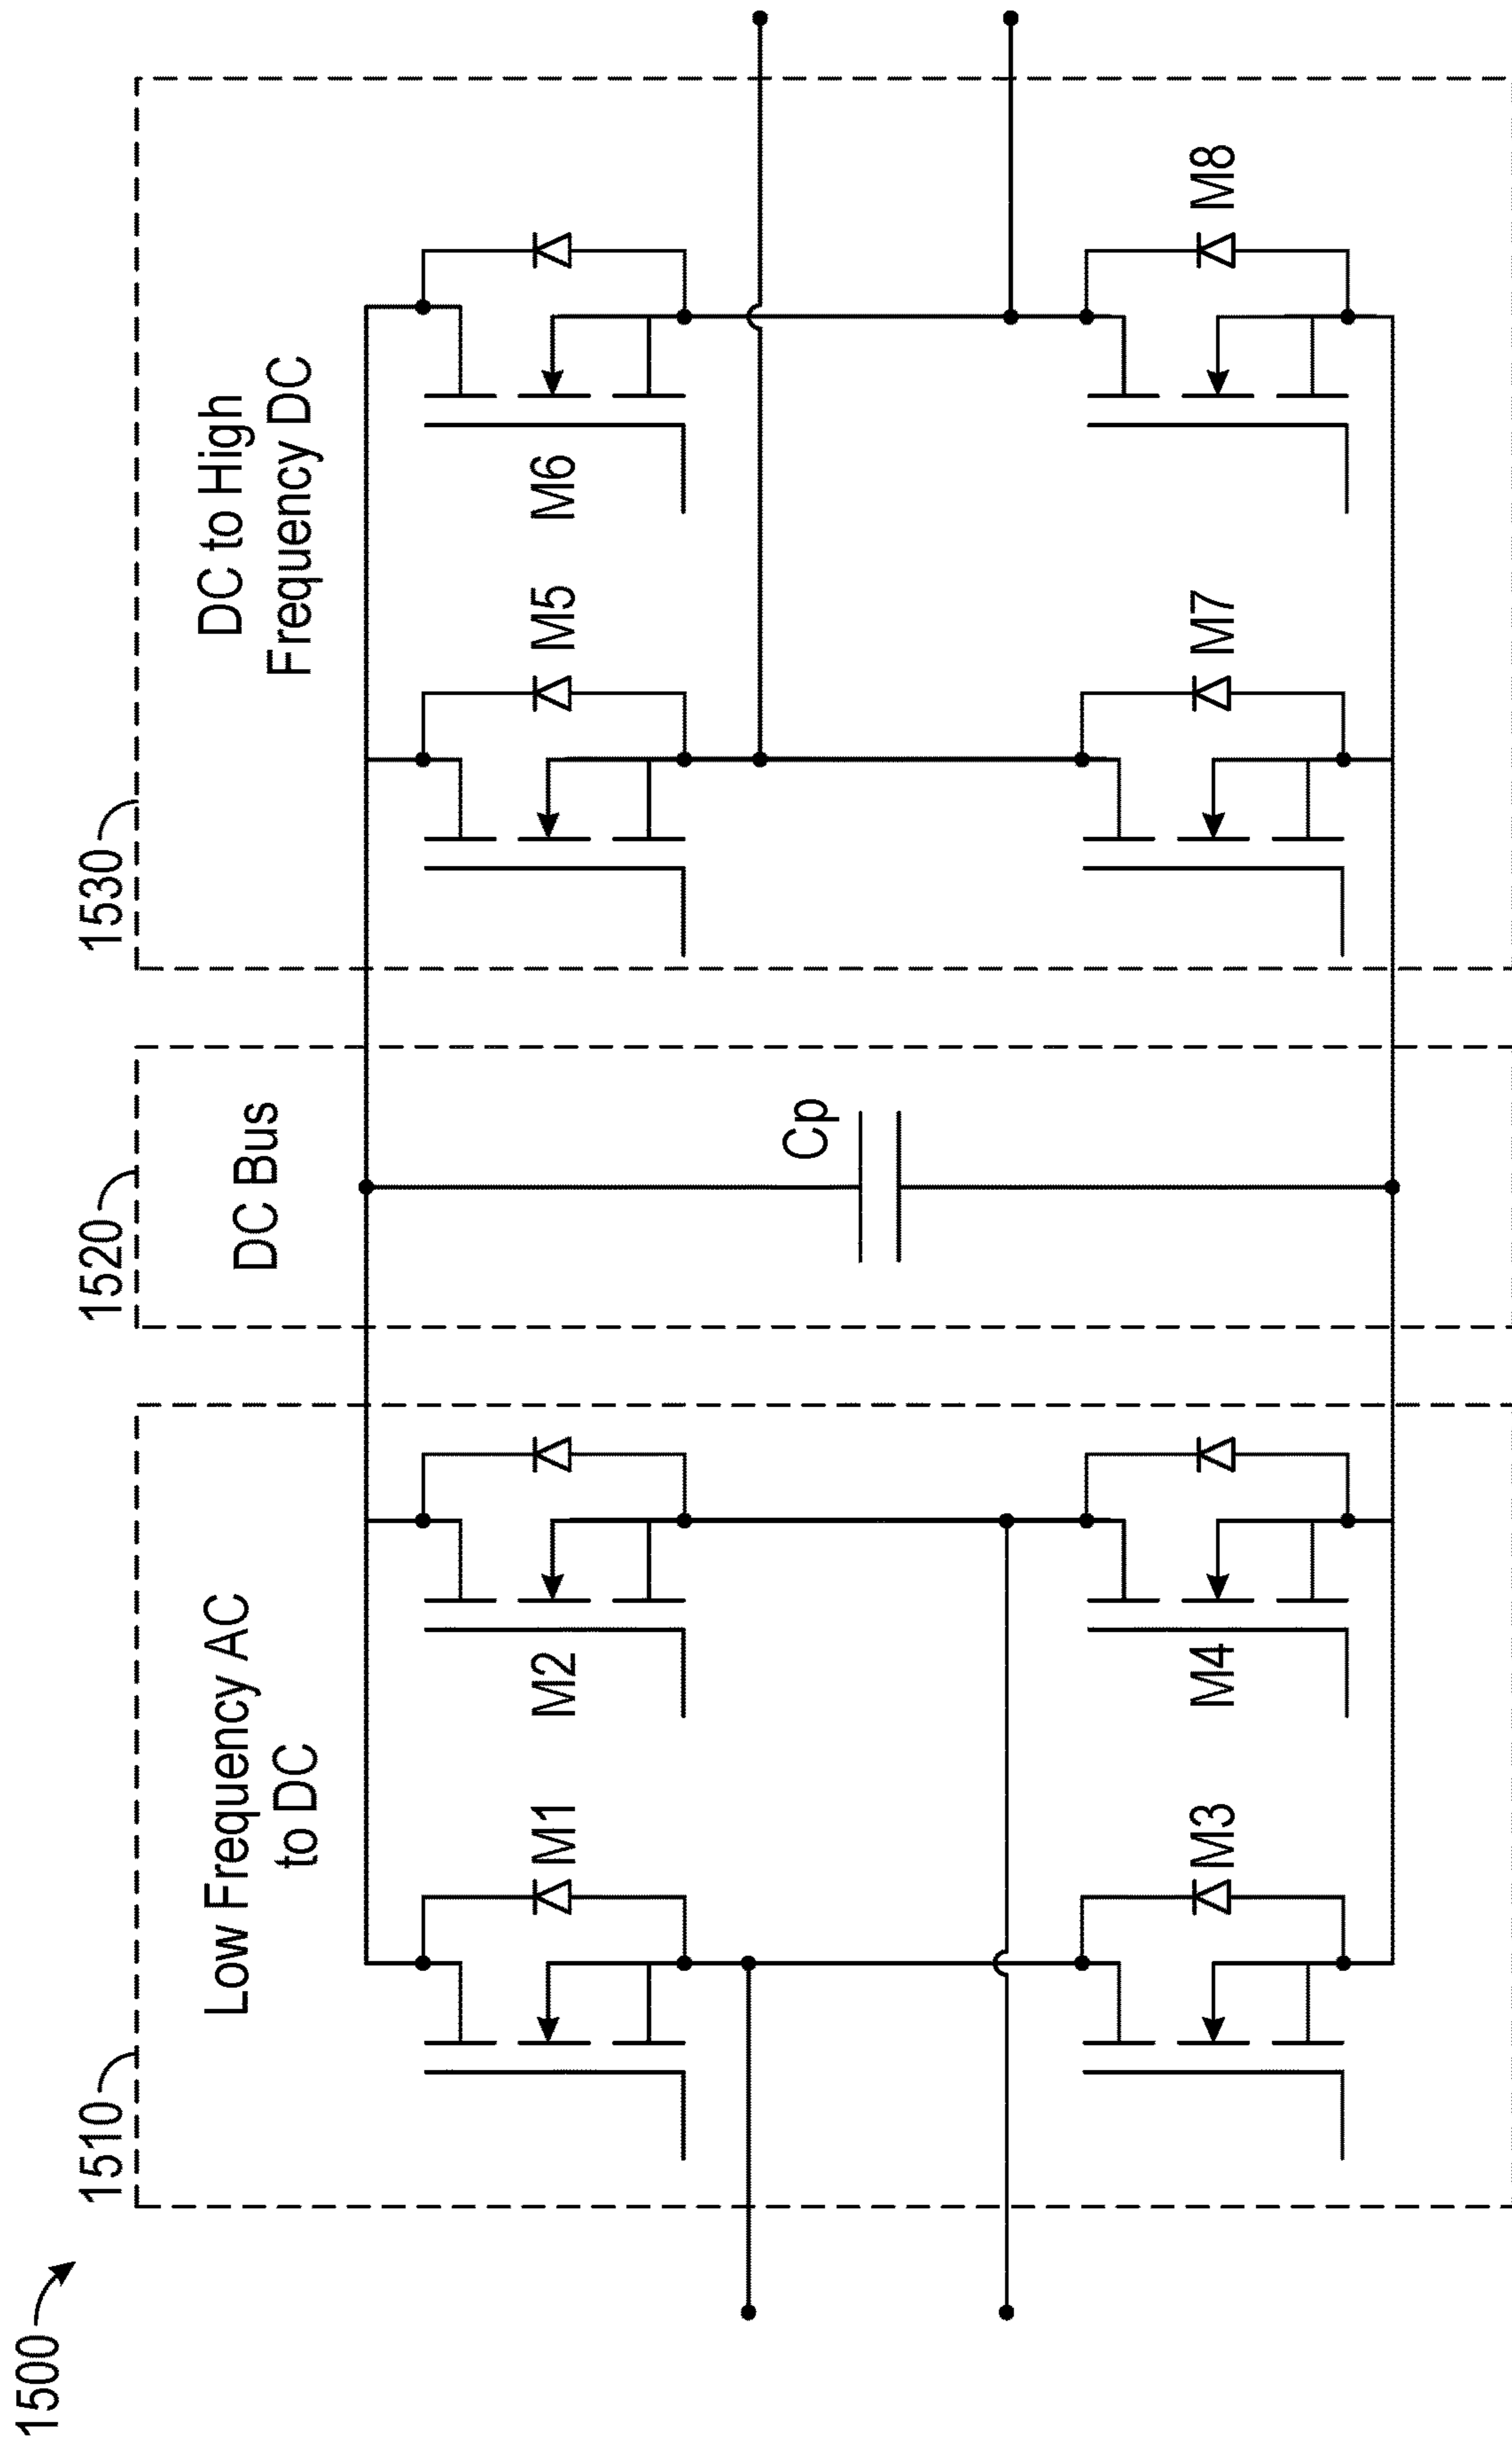 1500
1510
1520
1530
Low Frequency AC
to DC
DC Bus
DC to High
Frequency DC
M1
M2
M5
M6
Cp
M3
M4
M7
M8